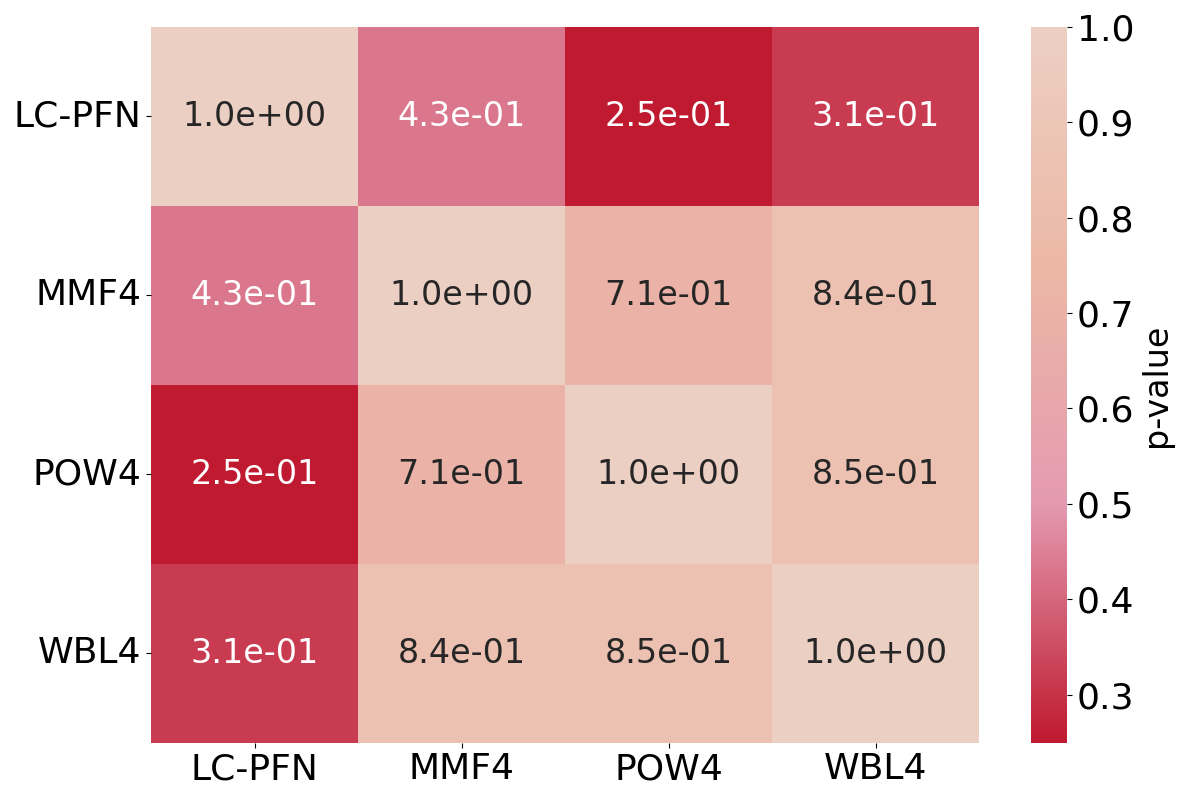 LC-PFN 1.0e+00 4.3e-01 2.5e-01 3.1e-01
MMF4 4.3e-01 1.0e+00 7.1e-01 8.4e-01
POW4 2.5e-01 7.1e-01 1.0e+00 8.5e-01
WBL4 3.1e-01 8.4e-01 8.5e-01 1.0e+00
LC-PFN MMF4 POW4 WBL4
1.0
0.9
0.8
0.7
0.6
0.5
0.4
0.3
p-value